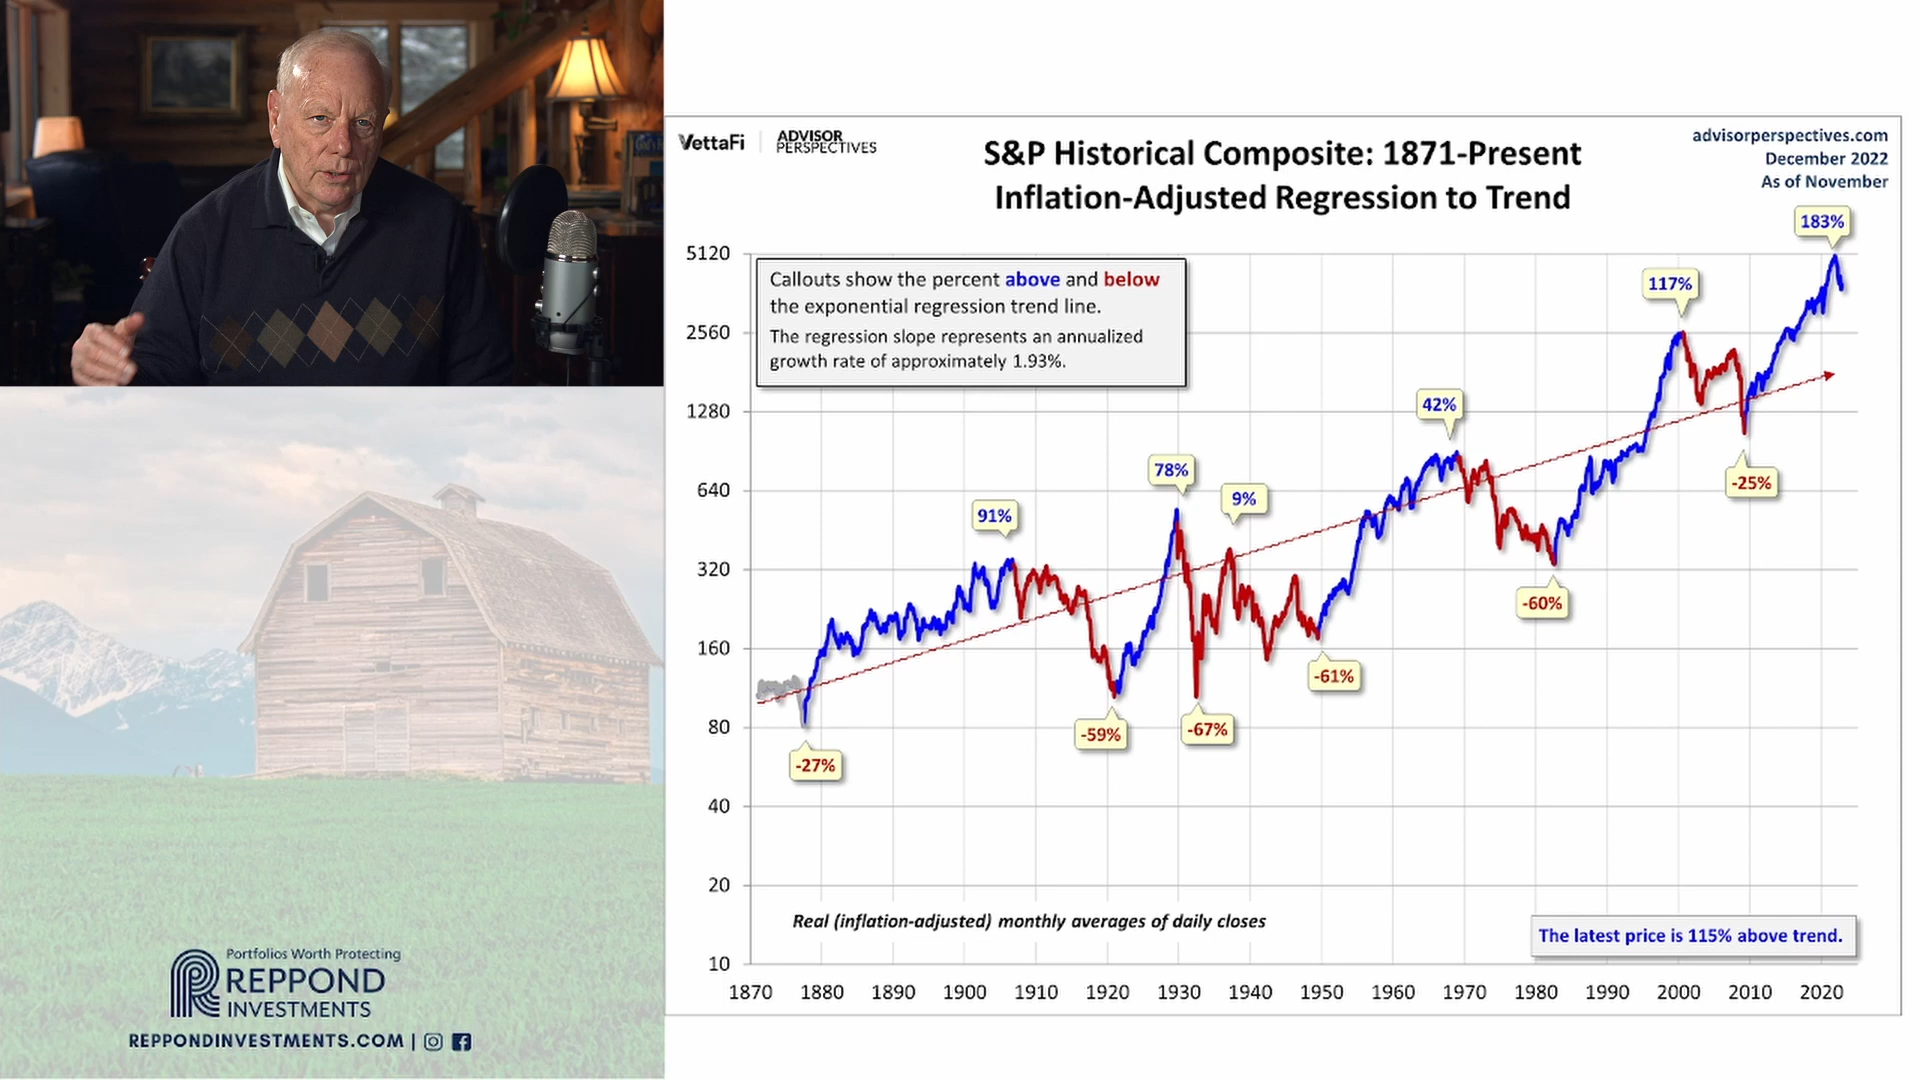 VettaFi | ADVISOR PERSPECTIVES
S&P Historical Composite: 1871-Present
Inflation-Adjusted Regression to Trend
advisorperspectives.com
December 2022
As of November
Callouts show the percent above and below
the exponential regression trend line.
The regression slope represents an annualized
growth rate of approximately 1.93%.
5120
2560
1280
640
320
160
80
40
20
10
-27%
91%
-59%
78%
-67%
9%
-61%
42%
-60%
117%
-25%
183%
Real (inflation-adjusted) monthly averages of daily closes
The latest price is 115% above trend.
1870 1880 1890 1900 1910 1920 1930 1940 1950 1960 1970 1980 1990 2000 2010 2020
Portfolios Worth Protecting
REPPOND
INVESTMENTS
REPPONDINVESTMENTS.COM |